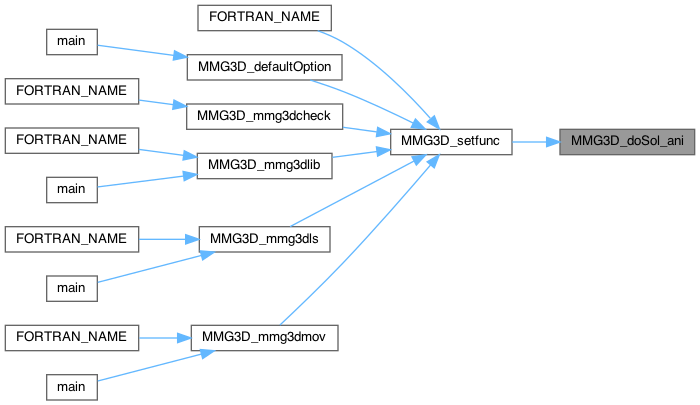 FORTRAN_NAME
main
MMG3D_defaultOption
FORTRAN_NAME
MMG3D_mmg3dcheck
MMG3D_setfunc
MMG3D_doSol_ani
FORTRAN_NAME
MMG3D_mmg3dlib
main
FORTRAN_NAME
MMG3D_mmg3dls
main
FORTRAN_NAME
MMG3D_mmg3dmov
main